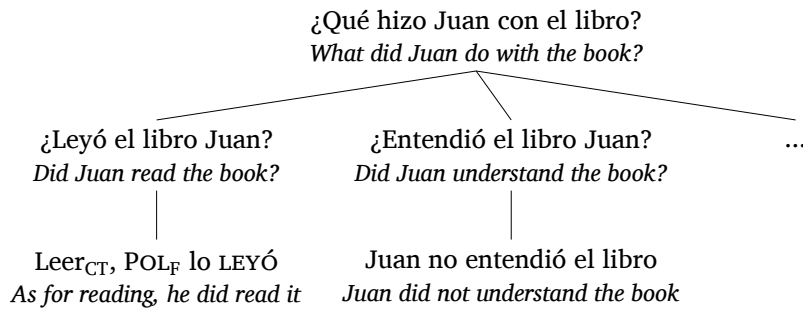 ¿Qué hizo Juan con el libro?
What did Juan do with the book?
¿Leyó el libro Juan? ¿Entendió el libro Juan? ...
Did Juan read the book? Did Juan understand the book?
Leer_CT, POL_F lo LEYÓ Juan no entendió el libro
As for reading, he did read it Juan did not understand the book